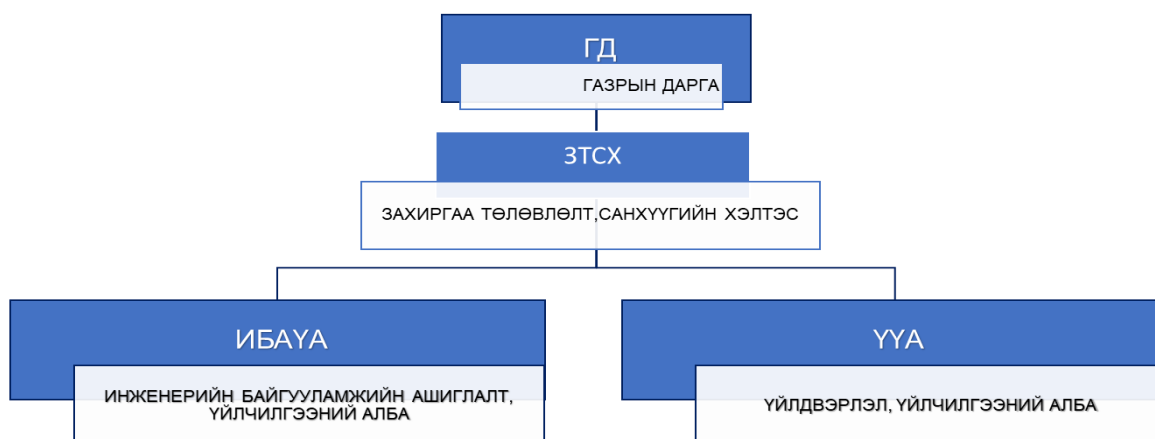 ГД
ГАЗРЫН ДАРГА
ЗТСХ
ЗАХИРГАА ТӨЛӨВЛӨЛТ,САНХҮҮГИЙН ХЭЛТЭС
ИБАҮА
ИНЖЕНЕРИЙН БАЙГУУЛАМЖИЙН АШИГЛАЛТ,
ҮЙЛЧИЛГЭЭНИЙ АЛБА
ҮҮА
ҮЙЛДВЭРЛЭЛ, ҮЙЛЧИЛГЭЭНИЙ АЛБА